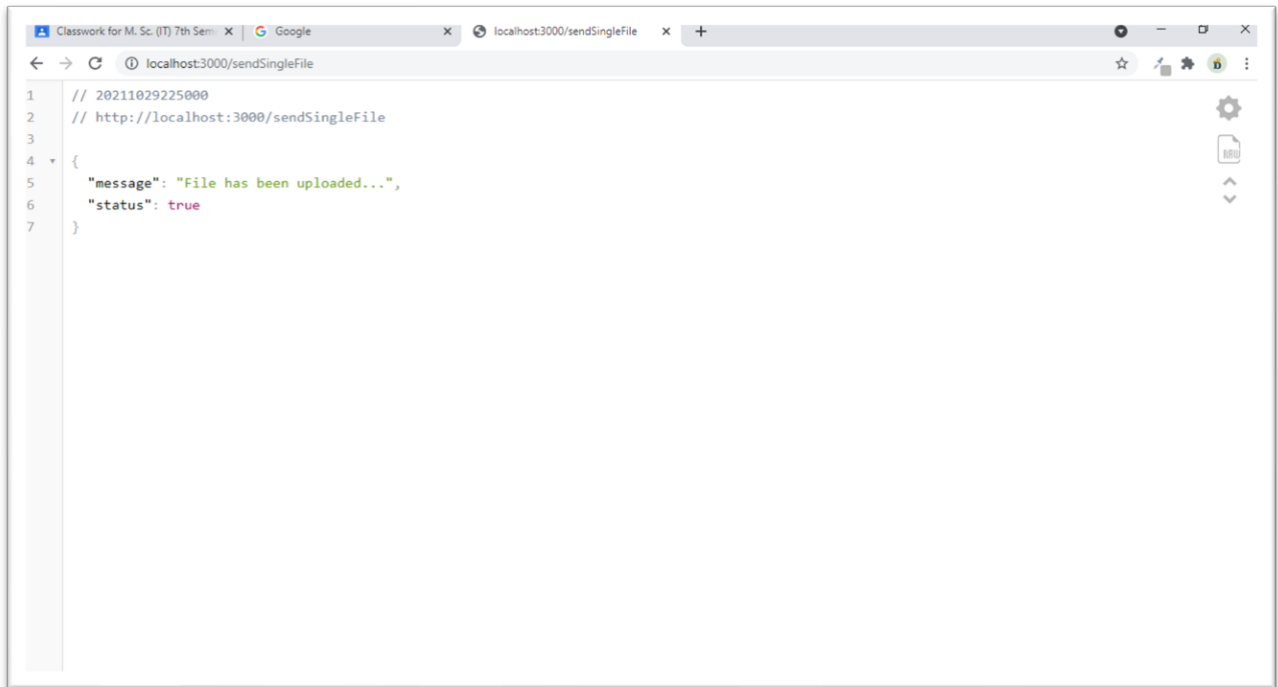 Classwork for M. Sc. (IT) 7th Sem
Google
localhost:3000/sendSingleFile
localhost:3000/sendSingleFile
1 // 20211029225000
2 // http://localhost:3000/sendSingleFile
3
4 {
5 "message": "File has been uploaded...",
6 "status": true
7 }
RAW